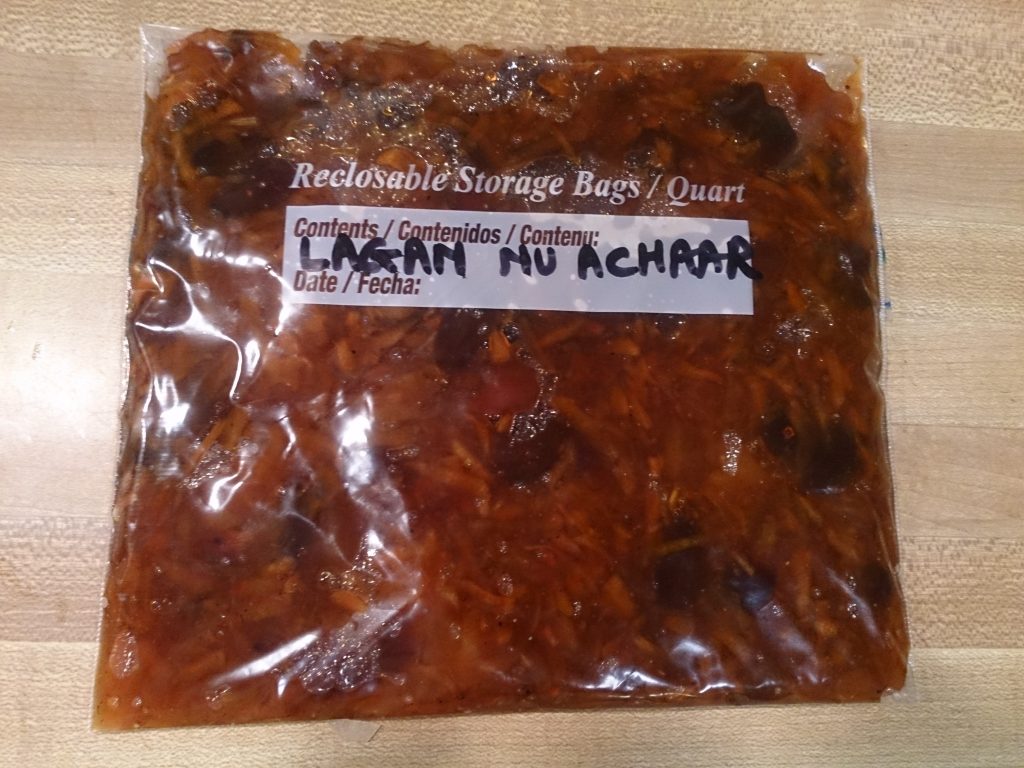 Reclosable Storage Bags / Quart
Contents / Contenidos / Contenu:
LAGAN NU ACHAAR
Date / Fecha: